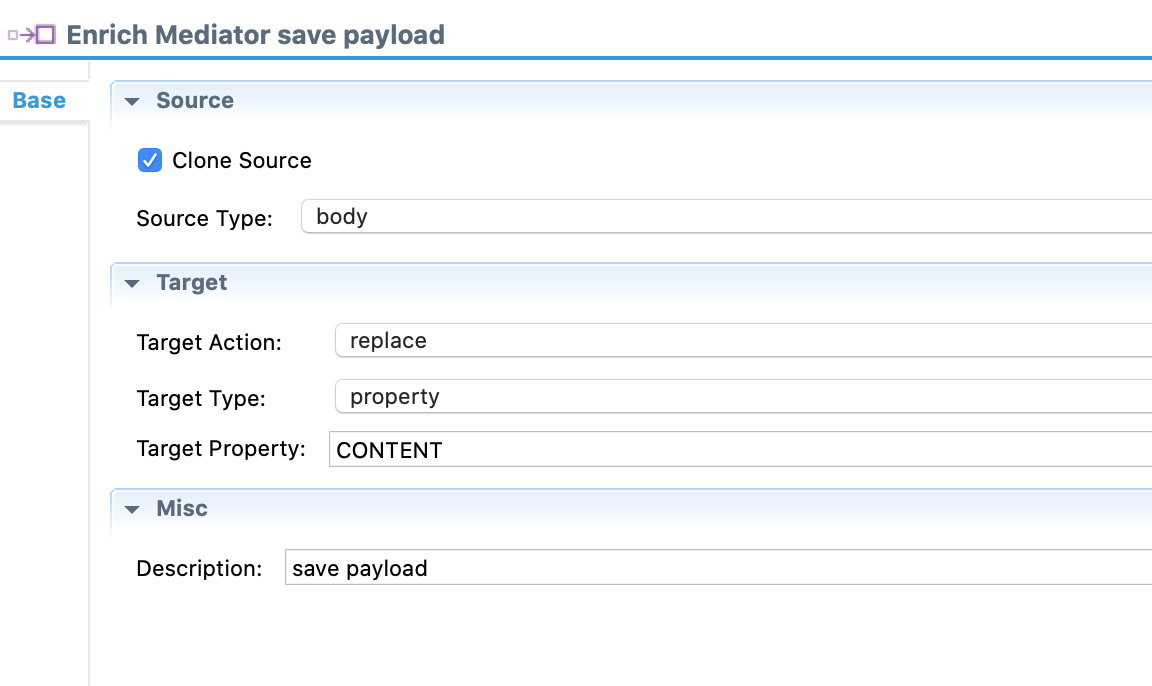 Enrich Mediator save payload
Base
Source
Clone Source
Source Type: body
Target
Target Action: replace
Target Type: property
Target Property: CONTENT
Misc
Description: save payload